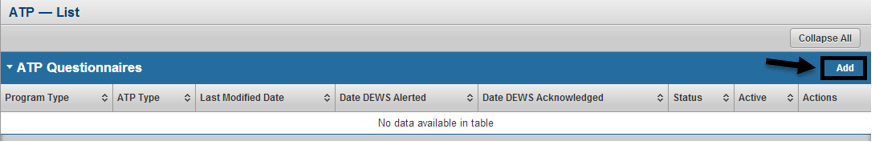 ATP — List
Collapse All
ATP Questionnaires Add
Program Type ATP Type Last Modified Date Date DEWS Alerted Date DEWS Acknowledged Status Active Actions
No data available in table